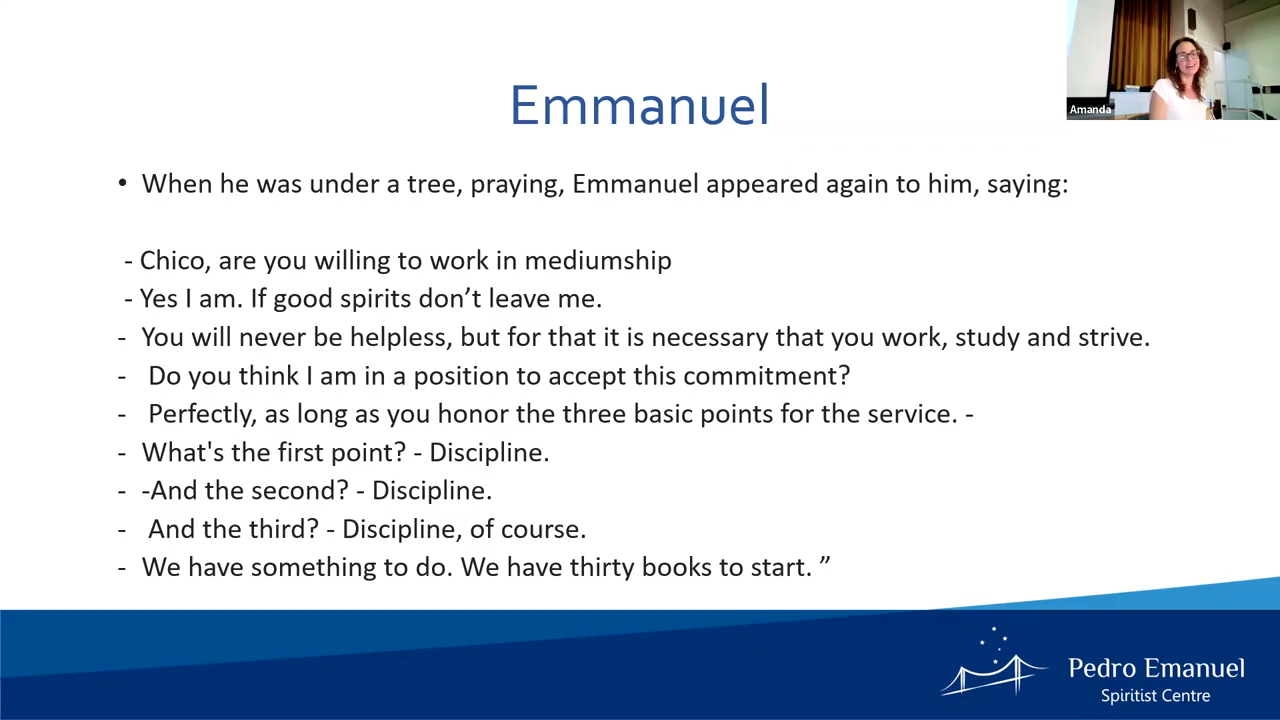 Amanda
Emmanuel
• When he was under a tree, praying, Emmanuel appeared again to him, saying:
- Chico, are you willing to work in mediumship
- Yes I am. If good spirits don’t leave me.
- You will never be helpless, but for that it is necessary that you work, study and strive.
- Do you think I am in a position to accept this commitment?
- Perfectly, as long as you honor the three basic points for the service. -
- What's the first point? - Discipline.
- -And the second? - Discipline.
- And the third? - Discipline, of course.
- We have something to do. We have thirty books to start. ”
Pedro Emanuel
Spiritist Centre